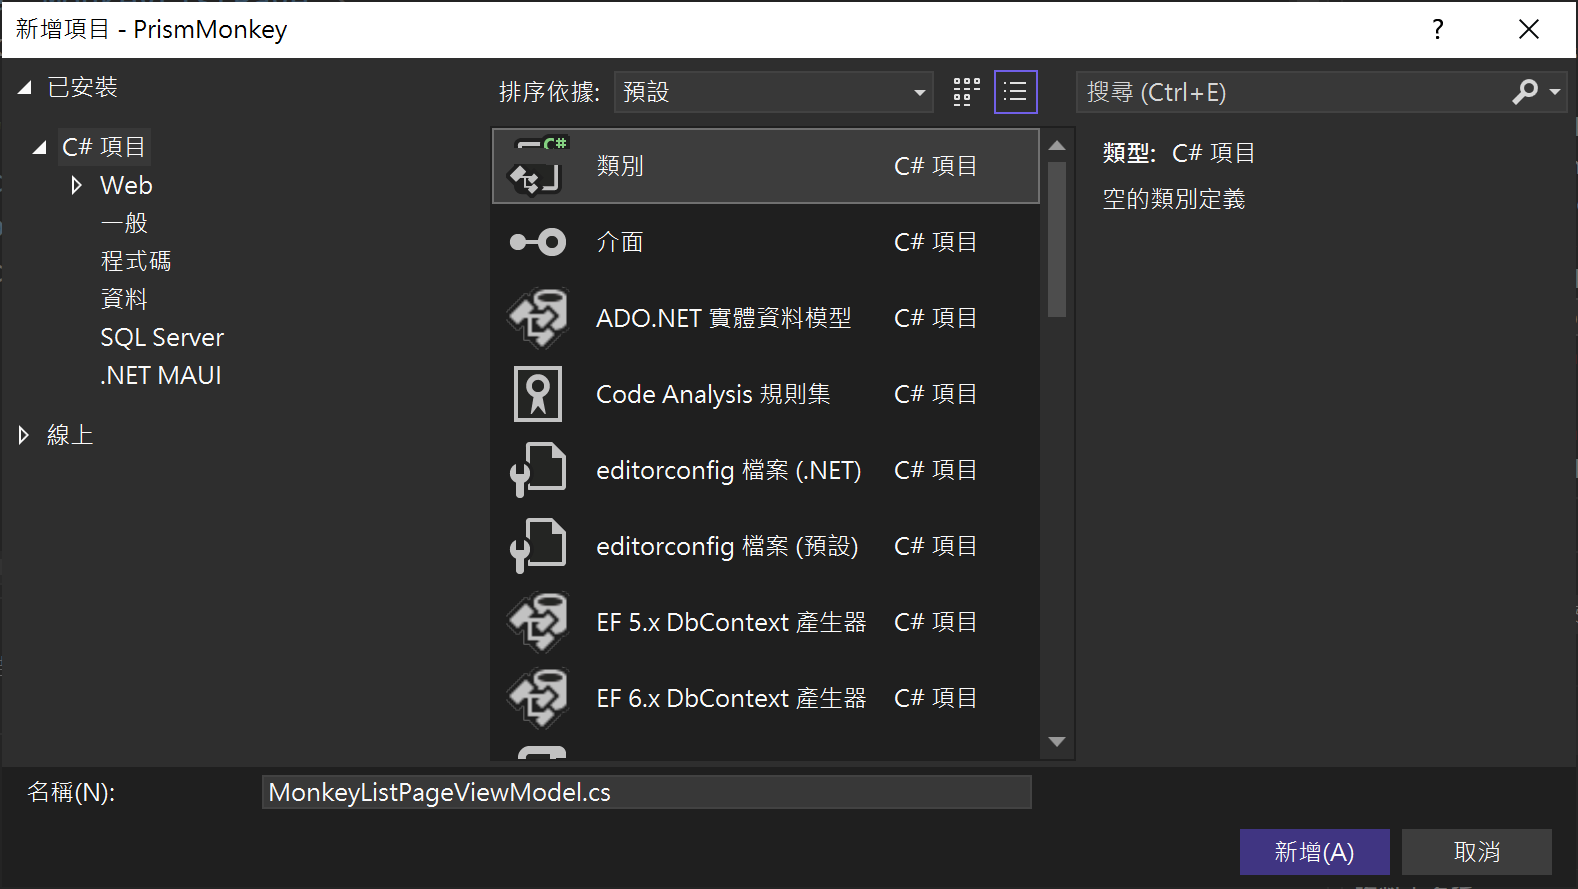 新增項目 - PrismMonkey
?
已安裝
C# 項目
Web
一般
程式碼
資料
SQL Server
.NET MAUI
線上
排序依據: 預設
搜尋 (Ctrl+E)
C#
類別 C# 項目
介面 C# 項目
ADO.NET 實體資料模型 C# 項目
Code Analysis 規則集 C# 項目
editorconfig 檔案 (.NET) C# 項目
editorconfig 檔案 (預設) C# 項目
EF 5.x DbContext 產生器 C# 項目
EF 6.x DbContext 產生器 C# 項目
類型: C# 項目
空的類別定義
名稱(N): MonkeyListPageViewModel.cs
新增(A) 取消